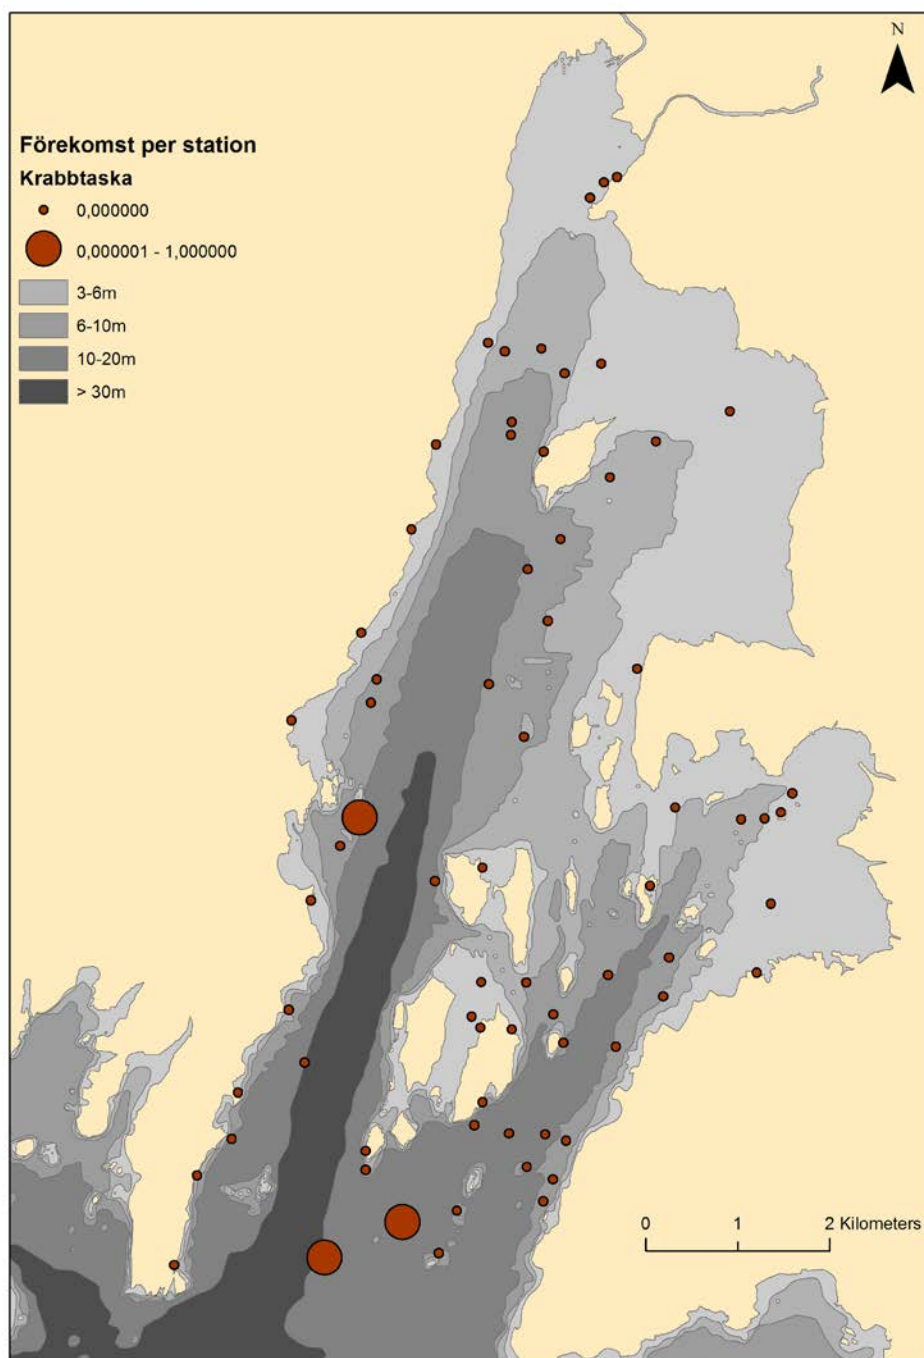 N
Förekomst per station
Krabbtaska
0,000000
0,000001 - 1,000000
3-6m
6-10m
10-20m
> 30m
0 1 2 Kilometers